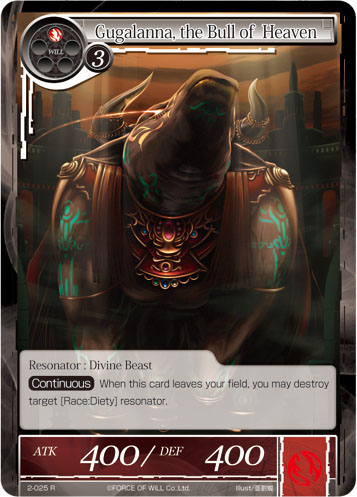 Gugalanna, the Bull of Heaven
WILL
3
Resonator : Divine Beast
Continuous When this card leaves your field, you may destroy
target [Race:Diety] resonator.
ATK 400 / DEF 400
2-025 R ©FORCE OF WILL Co.,Ltd. Illust/